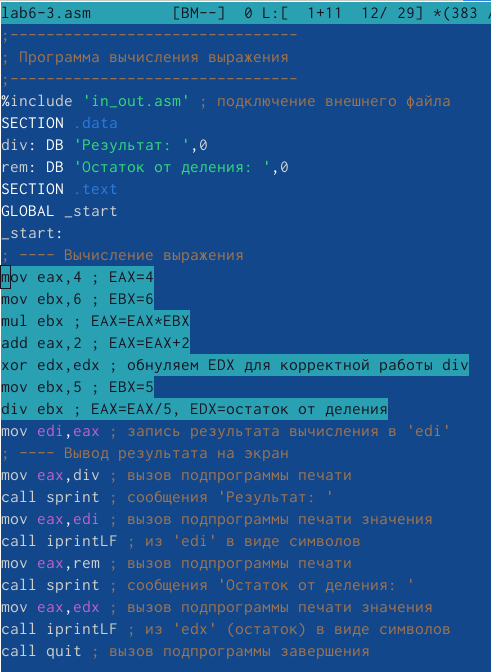 lab6-3.asm         [BM--]  0 L:[  1+11  12/ 29] *(383 /
;--------------------------------
; Программа вычисления выражения
;--------------------------------
%include 'in_out.asm' ; подключение внешнего файла
SECTION .data
div: DB 'Результат: ',0
rem: DB 'Остаток от деления: ',0
SECTION .text
GLOBAL _start
_start:
; ---- Вычисление выражения
mov eax,4 ; EAX=4
mov ebx,6 ; EBX=6
mul ebx ; EAX=EAX*EBX
add eax,2 ; EAX=EAX+2
xor edx,edx ; обнуляем EDX для корректной работы div
mov ebx,5 ; EBX=5
div ebx ; EAX=EAX/5, EDX=остаток от деления
mov edi,eax ; запись результата вычисления в 'edi'
; ---- Вывод результата на экран
mov eax,div ; вызов подпрограммы печати
call sprint ; сообщения 'Результат: '
mov eax,edi ; вызов подпрограммы печати значения
call iprintLF ; из 'edi' в виде символов
mov eax,rem ; вызов подпрограммы печати
call sprint ; сообщения 'Остаток от деления: '
mov eax,edx ; вызов подпрограммы печати значения
call iprintLF ; из 'edx' (остаток) в виде символов
call quit ; вызов подпрограммы завершения